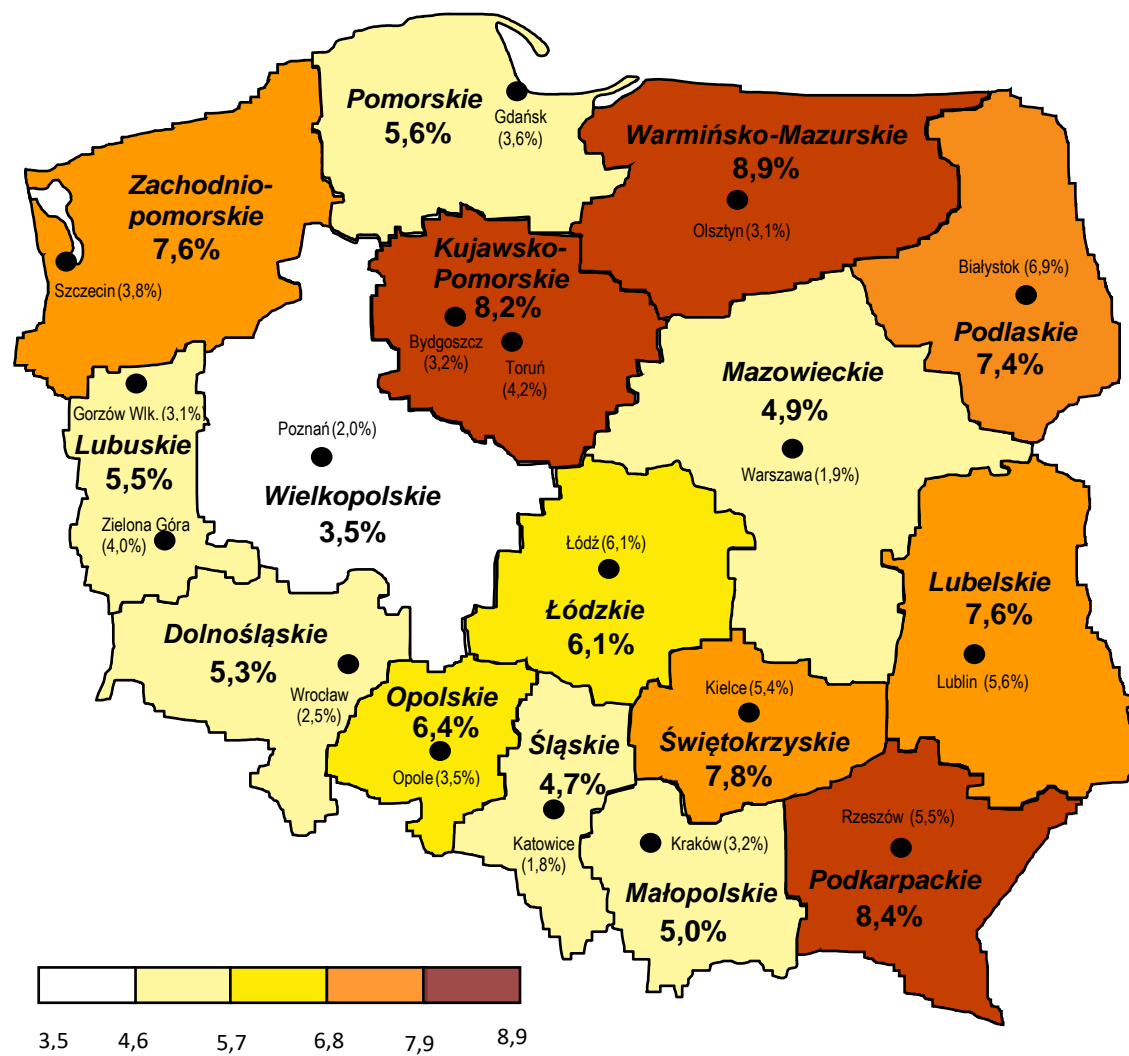 Pomorskie
5,6%
Gdańsk
(3,6%)
Warmińsko-Mazurskie
8,9%
Olsztyn (3,1%)
Zachodnio-
pomorskie
7,6%
Szczecin (3,8%)
Kujawsko-
Pomorskie
8,2%
Bydgoszcz
(3,2%)
Toruń
(4,2%)
Białystok (6,9%)
Podlaskie
7,4%
Mazowieckie
4,9%
Warszawa (1,9%)
Gorzów Wlk. (3,1%)
Lubuskie
5,5%
Zielona Góra
(4,0%)
Poznań (2,0%)
Wielkopolskie
3,5%
Łódź (6,1%)
Łódzkie
6,1%
Lubelskie
7,6%
Lublin (5,6%)
Dolnośląskie
5,3%
Wrocław
(2,5%)
Opolskie
6,4%
Opole (3,5%)
Śląskie
4,7%
Katowice
(1,8%)
Kielce (5,4%)
Świętokrzyskie
7,8%
Kraków (3,2%)
Małopolskie
5,0%
Rzeszów (5,5%)
Podkarpackie
8,4%
3,5 4,6 5,7 6,8 7,9 8,9